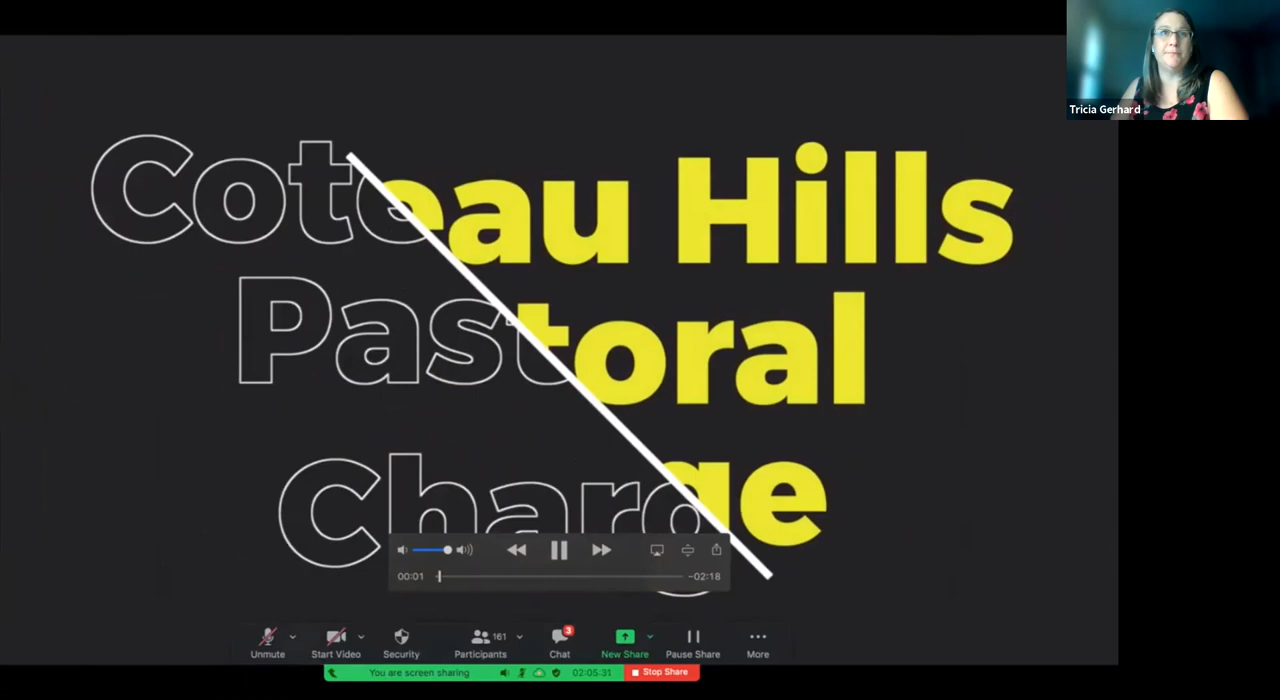 Tricia Gerhard
Coteau Hills
Pastoral
Charge
00:01
-02:18
161
3
Unmute
Start Video
Security
Participants
Chat
New Share
Pause Share
More
You are screen sharing
02:05:31
Stop Share